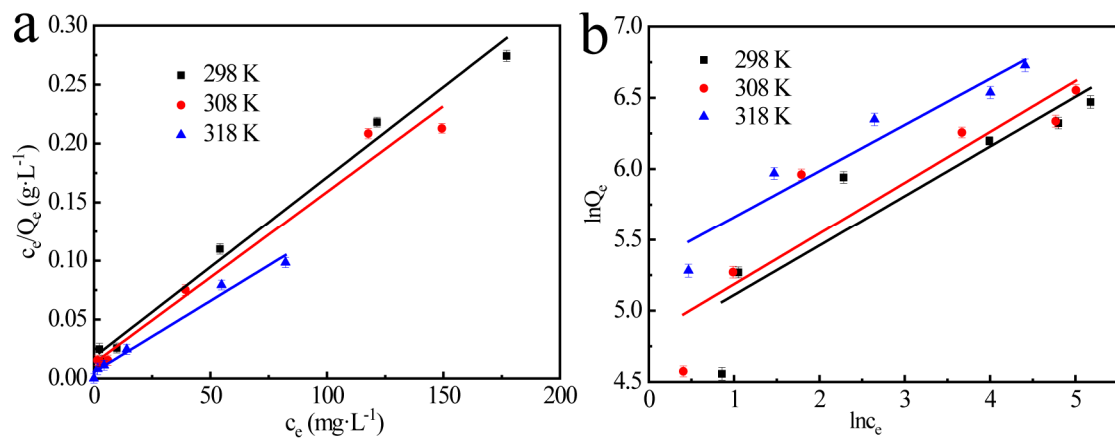 a
0.30
0.25
0.20
0.15
0.10
0.05
0.00
0
50
100
150
200
298 K
308 K
318 K
cₑ/Qₑ (g·L⁻¹)
cₑ (mg·L⁻¹)
b
7.0
6.5
6.0
5.5
5.0
4.5
0
1
2
3
4
5
298 K
308 K
318 K
lnQₑ
lncₑ